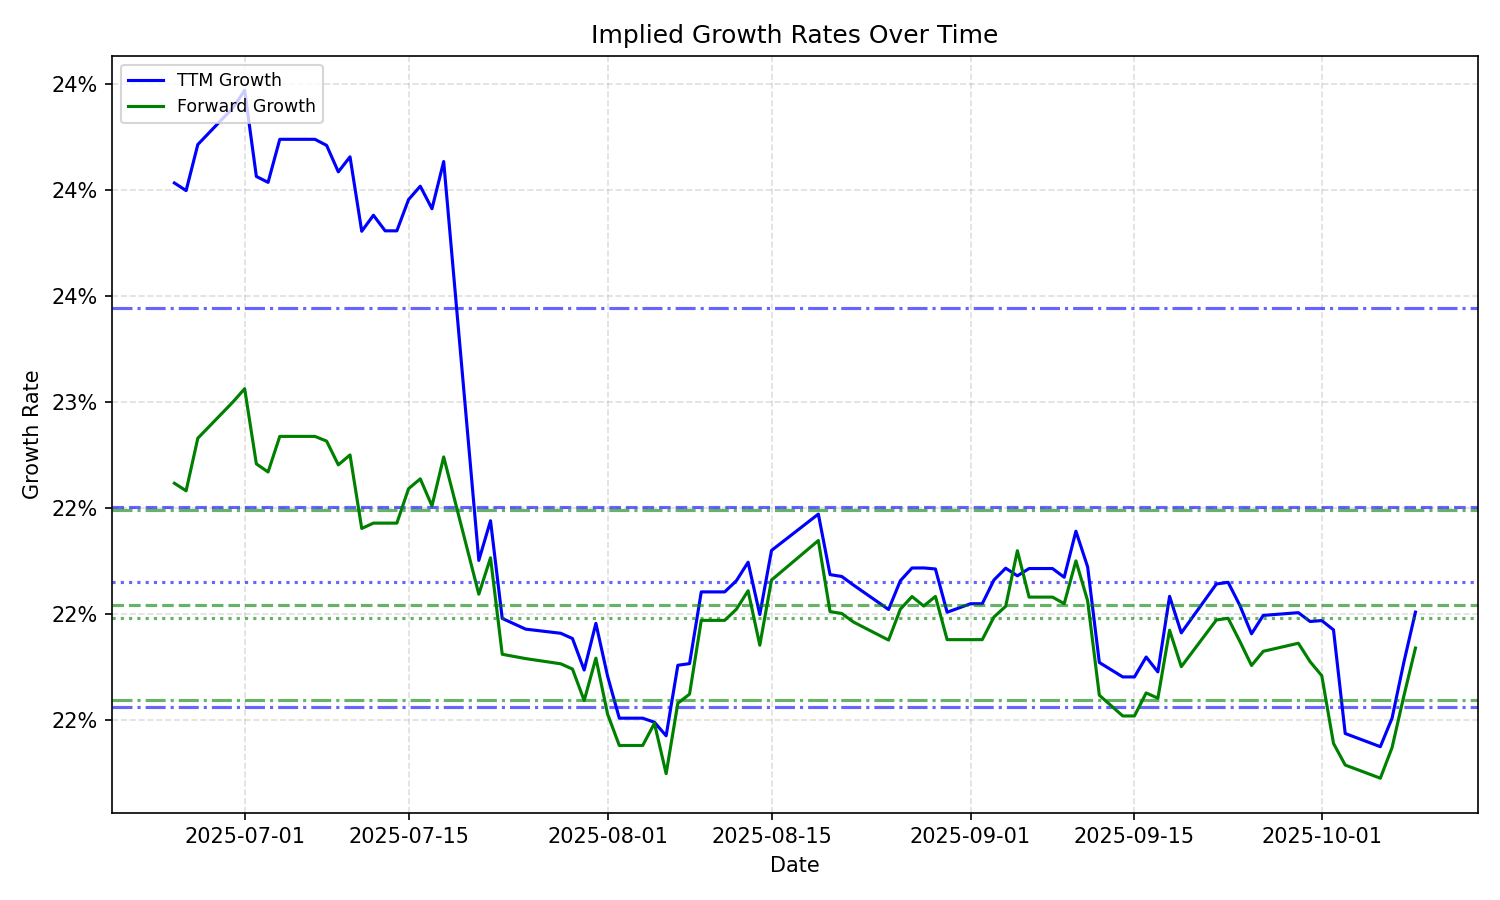 Implied Growth Rates Over Time
TTM Growth
Forward Growth
24%
24%
24%
23%
22%
22%
22%
Growth Rate
2025-07-01
2025-07-15
2025-08-01
2025-08-15
2025-09-01
2025-09-15
2025-10-01
Date